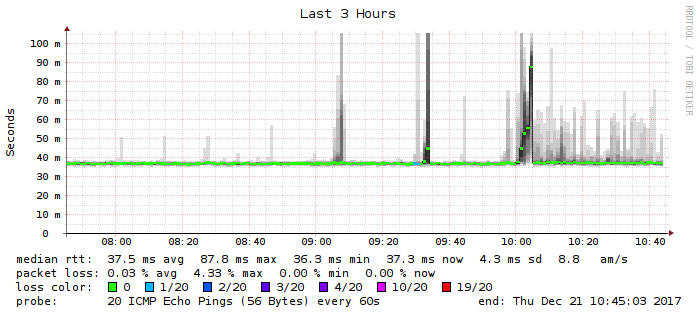 Last 3 Hours
RRDTOOL / TOBI OETIKER
Seconds
100 m
90 m
80 m
70 m
60 m
50 m
40 m
30 m
20 m
10 m
0
08:00 08:20 08:40 09:00 09:20 09:40 10:00 10:20 10:40
median rtt: 37.5 ms avg 87.8 ms max 36.3 ms min 37.3 ms now 4.3 ms sd 8.8 am/s
packet loss: 0.03 % avg 4.33 % max 0.00 % min 0.00 % now
loss color: 0 1/20 2/20 3/20 4/20 10/20 19/20
probe: 20 ICMP Echo Pings (56 Bytes) every 60s end: Thu Dec 21 10:45:03 2017